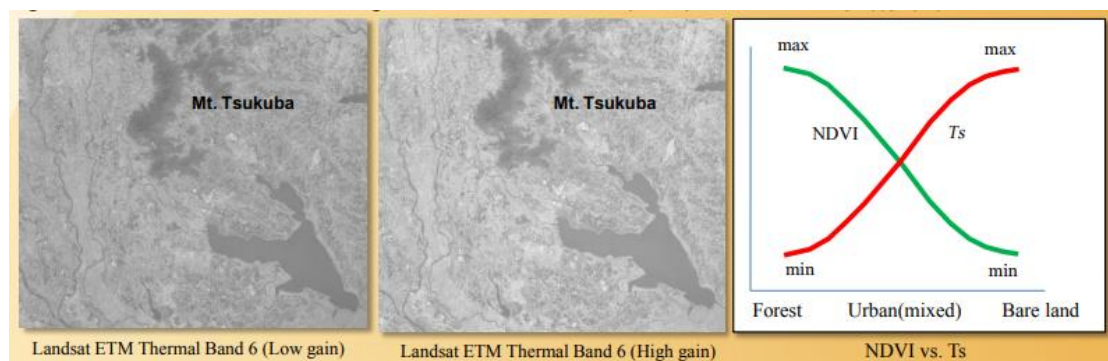 Mt. Tsukuba
Landsat ETM Thermal Band 6 (Low gain)
Mt. Tsukuba
Landsat ETM Thermal Band 6 (High gain)
max
max
NDVI
Ts
min
min
Forest
Urban(mixed)
Bare land
NDVI vs. Ts